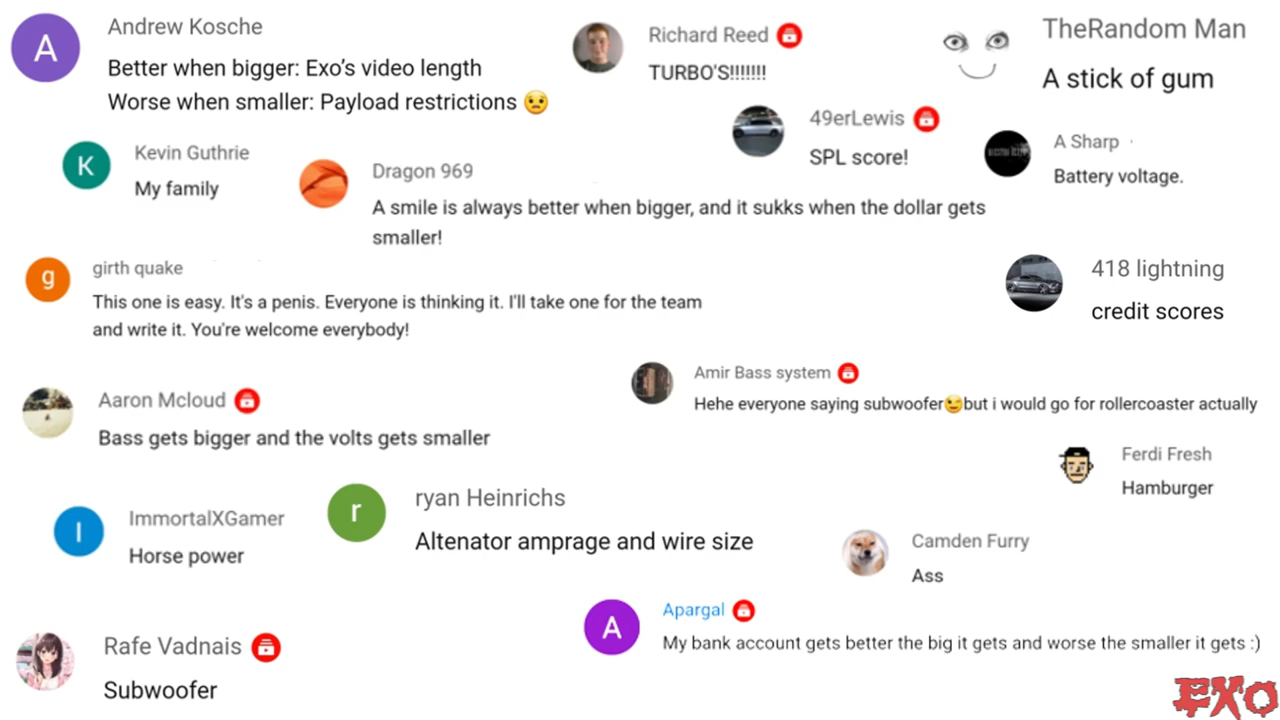 A
Andrew Kosche
Better when bigger: Exo’s video length
Worse when smaller: Payload restrictions 😟
Richard Reed
TURBO'S!!!!!!!
TheRandom Man
A stick of gum
49erLewis
SPL score!
K
Kevin Guthrie
My family
Dragon 969
A smile is always better when bigger, and it sukks when the dollar gets
smaller!
A Sharp ·
Battery voltage.
g
girth quake
This one is easy. It's a penis. Everyone is thinking it. I'll take one for the team
and write it. You're welcome everybody!
418 lightning
credit scores
Aaron Mcloud
Bass gets bigger and the volts gets smaller
Amir Bass system
Hehe everyone saying subwoofer😉but i would go for rollercoaster actually
Ferdi Fresh
Hamburger
I
ImmortalXGamer
Horse power
r
ryan Heinrichs
Altenator amprage and wire size
Camden Furry
Ass
A
Apargal
My bank account gets better the big it gets and worse the smaller it gets :)
Rafe Vadnais
Subwoofer
EXO